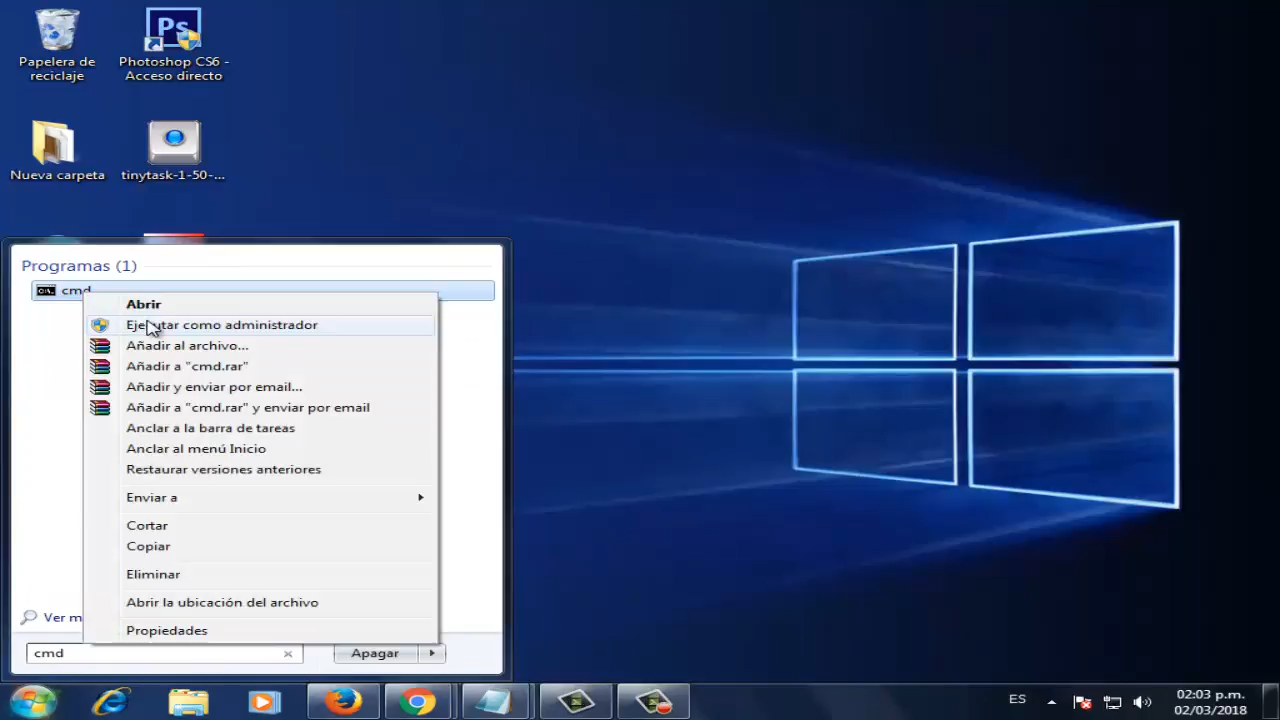 Papelera de
reciclaje
Ps
Photoshop CS6 -
Acceso directo
Nueva carpeta
tinytask-1-50-...
Programas (1)
cmd
Abrir
Ejecutar como administrador
Añadir al archivo...
Añadir a "cmd.rar"
Añadir y enviar por email...
Añadir a "cmd.rar" y enviar por email
Anclar a la barra de tareas
Anclar al menú Inicio
Restaurar versiones anteriores
Enviar a
Cortar
Copiar
Eliminar
Abrir la ubicación del archivo
Propiedades
Ver m
cmd
Apagar
ES
02:03 p.m.
02/03/2018